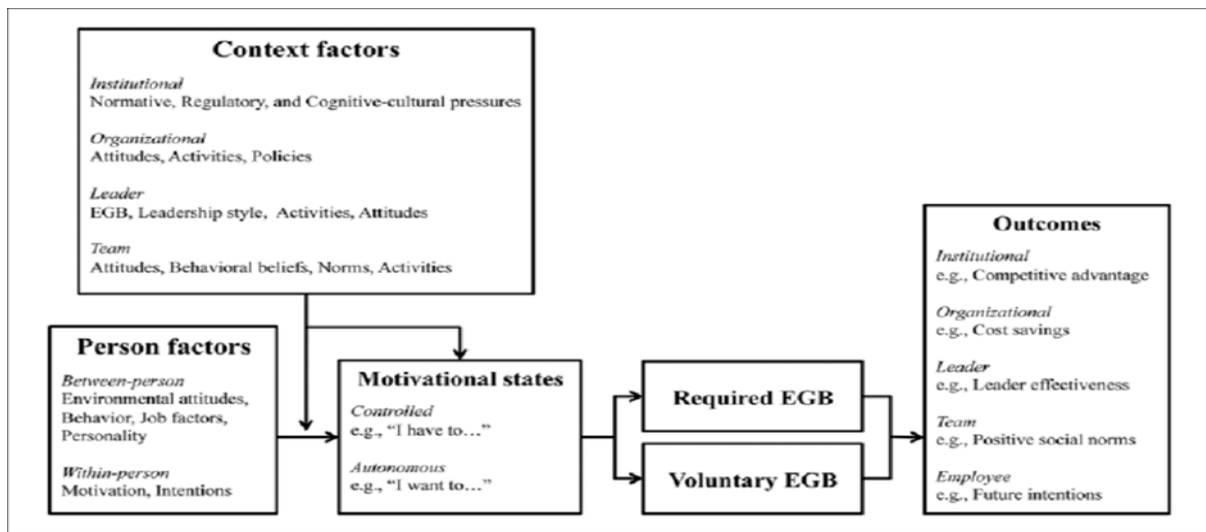 Context factors
Institutional
Normative, Regulatory, and Cognitive-cultural pressures
Organizational
Attitudes, Activities, Policies
Leader
EGB, Leadership style, Activities, Attitudes
Team
Attitudes, Behavioral beliefs, Norms, Activities
Person factors
Between-person
Environmental attitudes,
Behavior, Job factors,
Personality
Within-person
Motivation, Intentions
Motivational states
Controlled
e.g., “I have to…”
Autonomous
e.g., “I want to…”
Required EGB
Voluntary EGB
Outcomes
Institutional
e.g., Competitive advantage
Organizational
e.g., Cost savings
Leader
e.g., Leader effectiveness
Team
e.g., Positive social norms
Employee
e.g., Future intentions